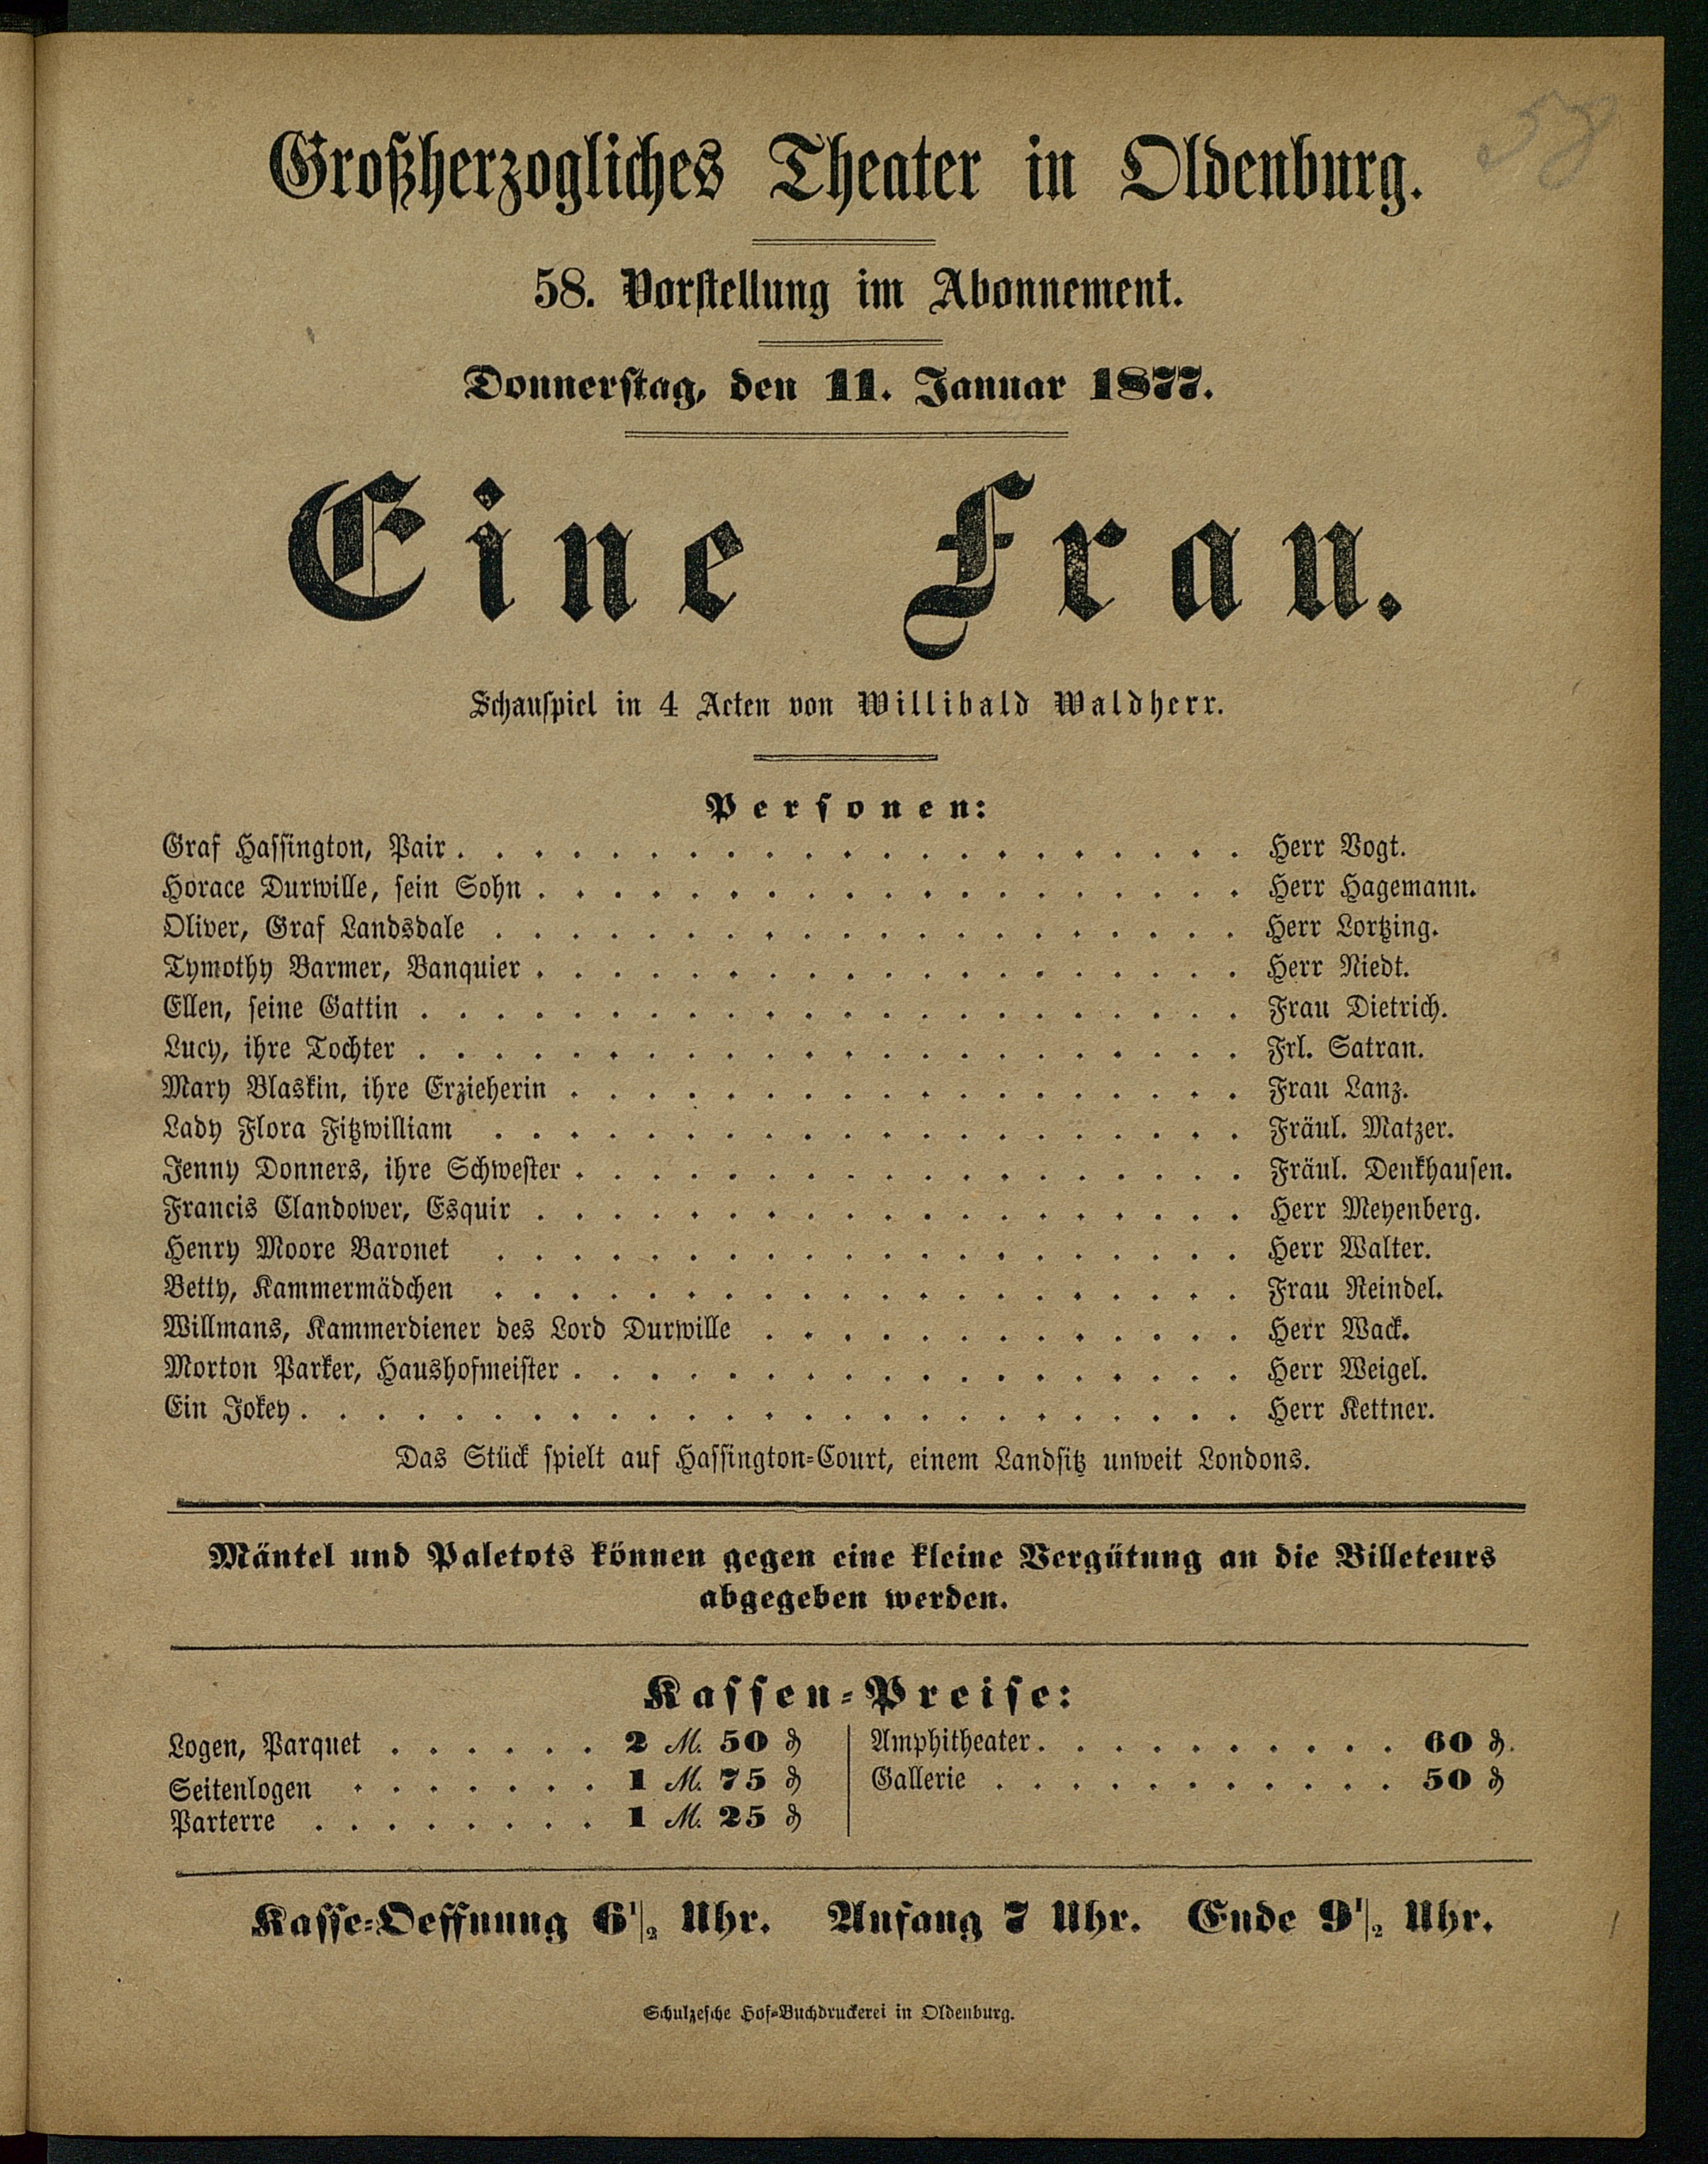 58
Großherzogliches Theater in Oldenburg.
58. Vorstellung im Abonnement.
Donnerstag, den 11. Januar 1877.
Eine Frau.
Schauspiel in 4 Acten von Willibald Waldherr.
Personen:
Graf Hassington, Pair . . . . . Herr Vogt.
Horace Durwille, sein Sohn . . . . . Herr Hagemann.
Oliver, Graf Landsdale . . . . . Herr Lortzing.
Tymothy Barmer, Banquier . . . . . Herr Niedt.
Ellen, seine Gattin . . . . . Frau Dietrich.
Lucy, ihre Tochter . . . . . Frl. Satran.
Mary Blaskin, ihre Erzieherin . . . . . Frau Lanz.
Lady Flora Fitzwilliam . . . . . Fräul. Matzer.
Jenny Donners, ihre Schwester . . . . . Fräul. Denkhausen.
Francis Clandower, Esquir . . . . . Herr Meyenberg.
Henry Moore Baronet . . . . . Herr Walter.
Betty, Kammermädchen . . . . . Frau Reindel.
Willmans, Kammerdiener des Lord Durwille . . . . . Herr Wack.
Morton Parker, Haushofmeister . . . . . Herr Weigel.
Ein Jokey . . . . . Herr Kettner.
Das Stück spielt auf Hassington-Court, einem Landsitz unweit Londons.
Mäntel und Paletots können gegen eine kleine Vergütung an die Billeteurs
abgegeben werden.
Kassen-Preise:
Logen, Parquet . . . . . 2 M. 50 ₰
Seitenlogen . . . . . 1 M. 75 ₰
Parterre . . . . . 1 M. 25 ₰
Amphitheater . . . . . 60 ₰.
Gallerie . . . . . 50 ₰
Kasse-Oeffnung 6 1/2 Uhr. Anfang 7 Uhr. Ende 9 1/2 Uhr.
Schulzesche Hof-Buchdruckerei in Oldenburg.